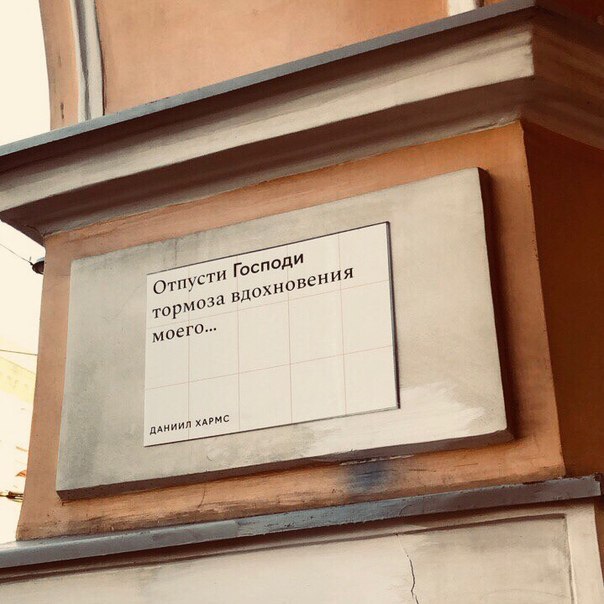 Отпусти Господи
тормоза вдохновения
моего...
ДАНИИЛ ХАРМС